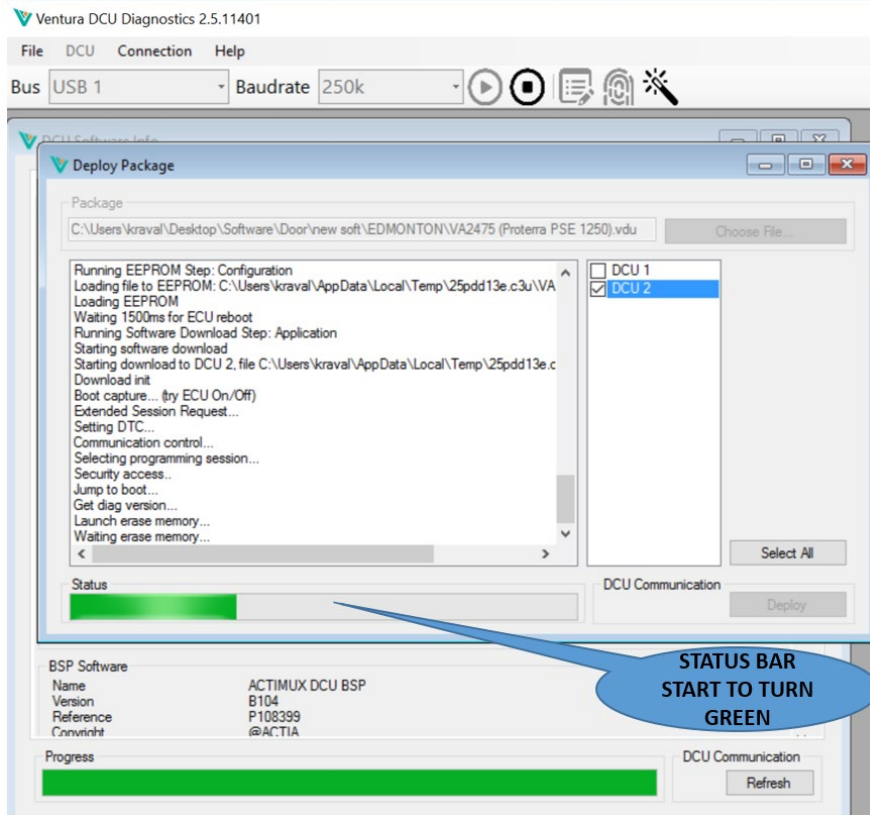 Ventura DCU Diagnostics 2.5.11401
File DCU Connection Help
Bus USB 1 Baudrate 250k
DCU Software Info
Deploy Package
Package
C:\Users\kraval\Desktop\Software\Door\new soft\EDMONTON\VA2475 (Proterra PSE 1250).vdu Choose File...
Running EEPROM Step: Configuration
Loading file to EEPROM: C:\Users\kraval\AppData\Local\Temp\25pdd13e.c3u\VA
Loading EEPROM
Waiting 1500ms for ECU reboot
Running Software Download Step: Application
Starting software download
Starting download to DCU 2, file C:\Users\kraval\AppData\Local\Temp\25pdd13e.c
Download init
Boot capture... (try ECU On/Off)
Extended Session Request...
Setting DTC...
Communication control...
Selecting programming session...
Security access..
Jump to boot...
Get diag version...
Launch erase memory...
Waiting erase memory...
DCU 1
DCU 2
Select All
Status
DCU Communication
Deploy
STATUS BAR
START TO TURN
GREEN
BSP Software
Name ACTIMUX DCU BSP
Version B104
Reference P108399
Copyright @ACTIA
Progress
DCU Communication
Refresh